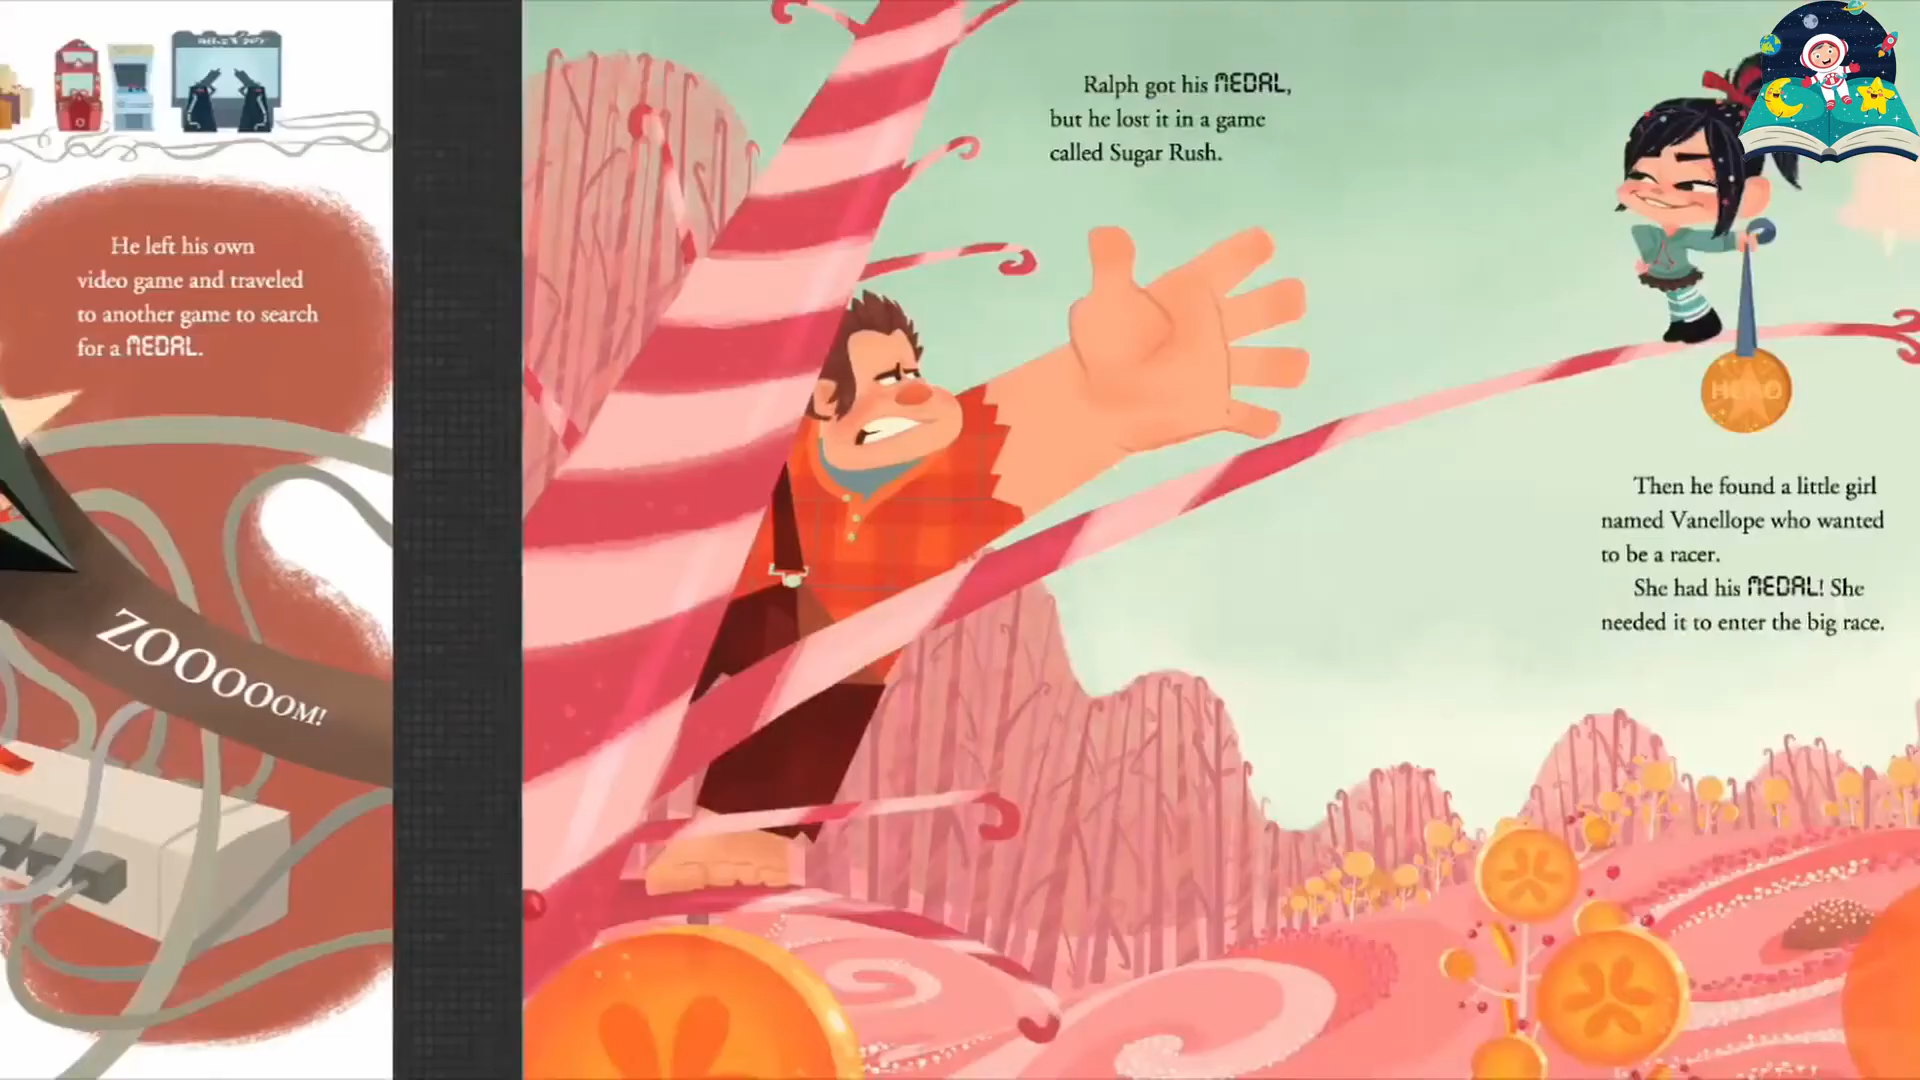 He left his own
video game and traveled
to another game to search
for a MEDAL.
ZOOOOOM!
Ralph got his MEDAL,
but he lost it in a game
called Sugar Rush.
HERO
Then he found a little girl
named Vanellope who wanted
to be a racer.
She had his MEDAL! She
needed it to enter the big race.